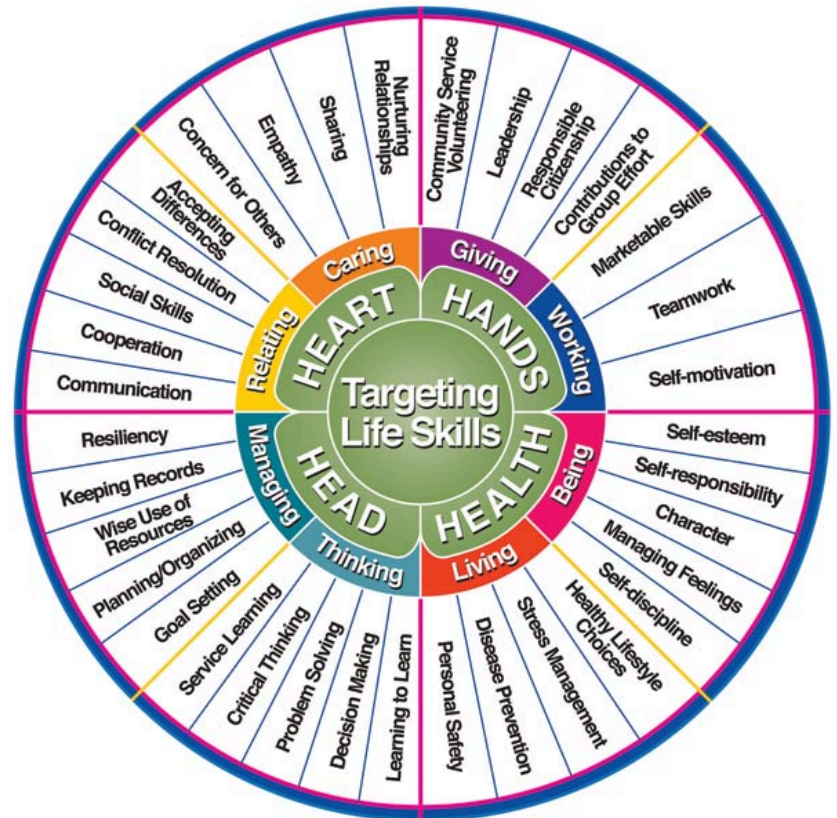 Targeting
Life Skills
HEART
HANDS
HEALTH
HEAD
Caring
Giving
Working
Being
Living
Thinking
Managing
Relating
Nurturing
Relationships
Sharing
Empathy
Concern for Others
Community Service
Volunteering
Leadership
Responsible
Citizenship
Contributions to
Group Effort
Marketable Skills
Teamwork
Self-motivation
Self-esteem
Self-responsibility
Character
Managing Feelings
Self-discipline
Healthy Lifestyle
Choices
Stress Management
Disease Prevention
Personal Safety
Learning to Learn
Decision Making
Problem Solving
Critical Thinking
Service Learning
Goal Setting
Planning/Organizing
Wise Use of
Resources
Keeping Records
Resiliency
Communication
Cooperation
Social Skills
Conflict Resolution
Accepting
Differences